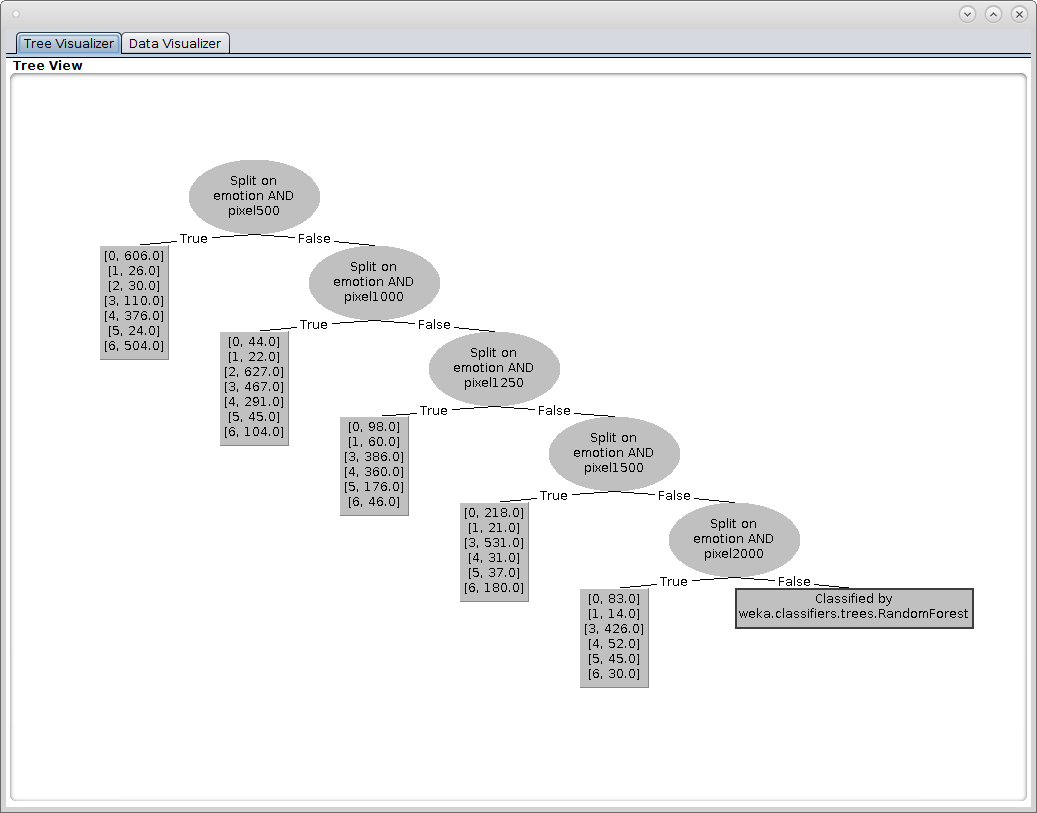 Tree Visualizer
Data Visualizer
Tree View
Split on
emotion AND
pixel500
True
False
[0, 606.0]
[1, 26.0]
[2, 30.0]
[3, 110.0]
[4, 376.0]
[5, 24.0]
[6, 504.0]
Split on
emotion AND
pixel1000
True
False
[0, 44.0]
[1, 22.0]
[2, 627.0]
[3, 467.0]
[4, 291.0]
[5, 45.0]
[6, 104.0]
Split on
emotion AND
pixel1250
True
False
[0, 98.0]
[1, 60.0]
[3, 386.0]
[4, 360.0]
[5, 176.0]
[6, 46.0]
Split on
emotion AND
pixel1500
True
False
[0, 218.0]
[1, 21.0]
[3, 531.0]
[4, 31.0]
[5, 37.0]
[6, 180.0]
Split on
emotion AND
pixel2000
True
False
[0, 83.0]
[1, 14.0]
[3, 426.0]
[4, 52.0]
[5, 45.0]
[6, 30.0]
Classified by
weka.classifiers.trees.RandomForest